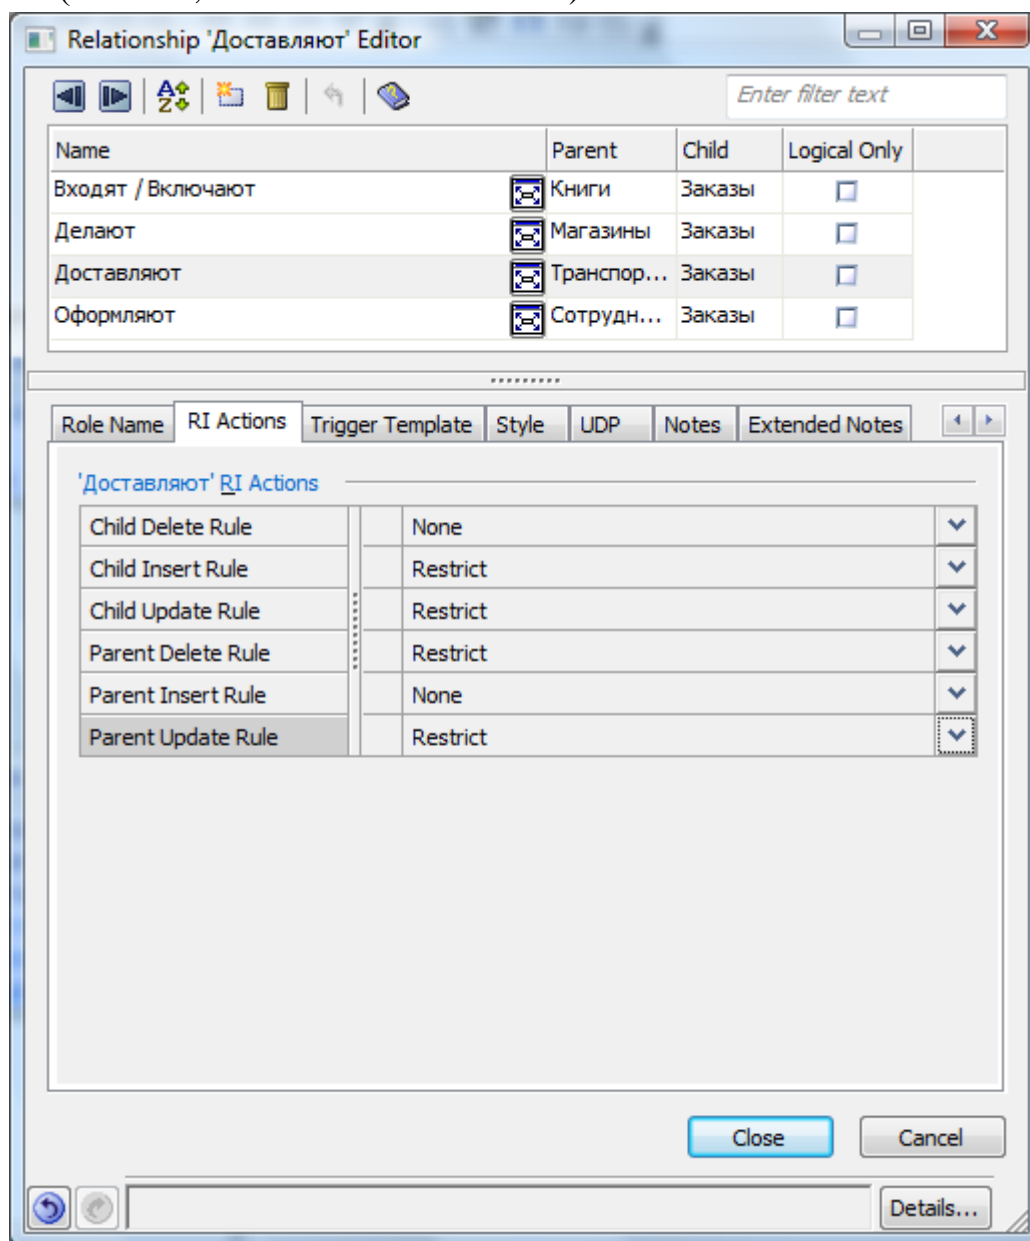 Relationship 'Доставляют' Editor
Enter filter text
Name Parent Child Logical Only
Входят / Включают Книги Заказы
Делают Магазины Заказы
Доставляют Транспор... Заказы
Оформляют Сотрудн... Заказы
Role Name RI Actions Trigger Template Style UDP Notes Extended Notes
'Доставляют' RI Actions
Child Delete Rule None
Child Insert Rule Restrict
Child Update Rule Restrict
Parent Delete Rule Restrict
Parent Insert Rule None
Parent Update Rule Restrict
Close Cancel
Details...